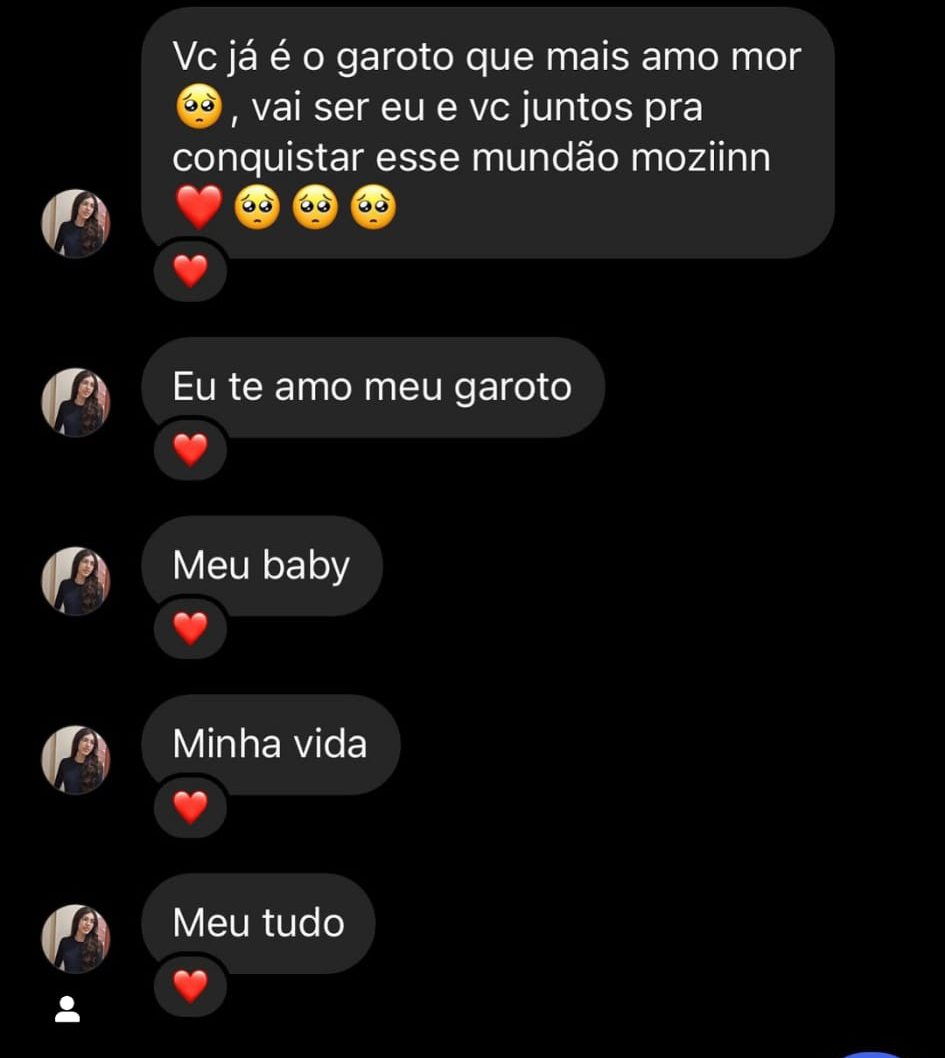 Vc já é o garoto que mais amo mor
🥺, vai ser eu e vc juntos pra
conquistar esse mundão moziinn
❤️🥺🥺🥺
❤️
Eu te amo meu garoto
❤️
Meu baby
❤️
Minha vida
❤️
Meu tudo
❤️